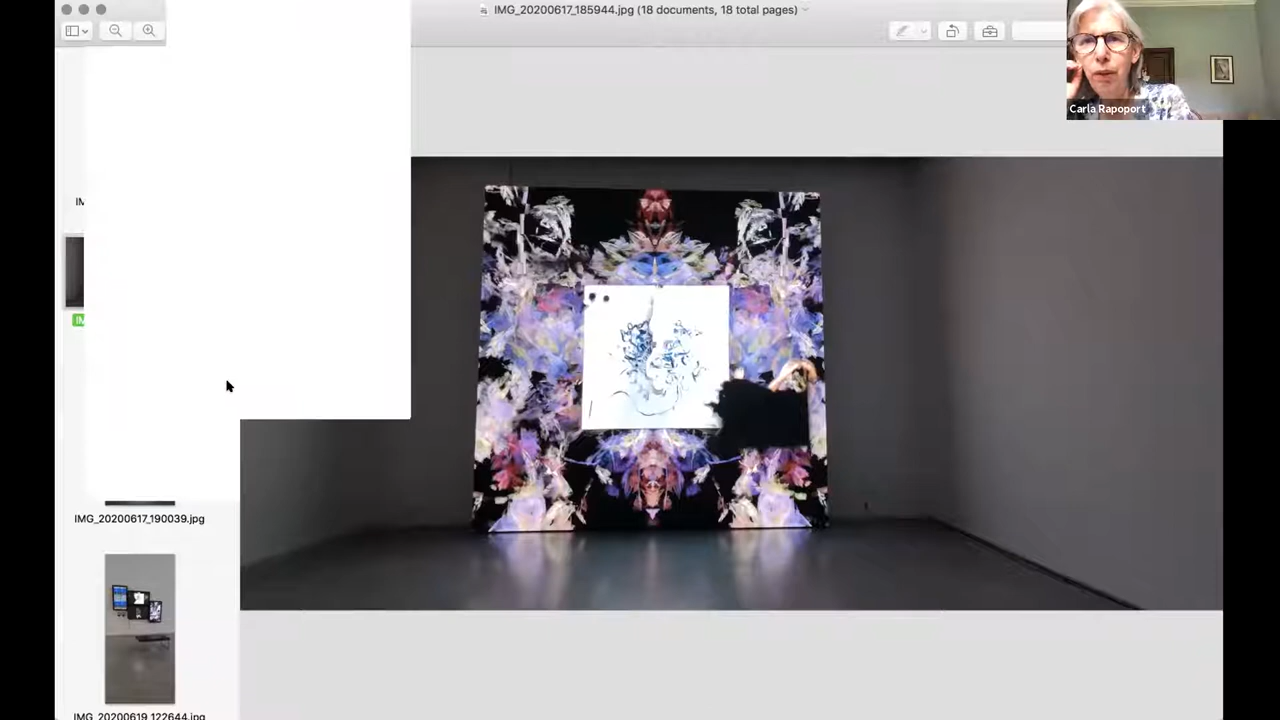 IMG_20200617_185944.jpg (18 documents, 18 total pages)
Carla Rapoport
IMG_20200617_190039.jpg
IMG_20200619_122644.jpg